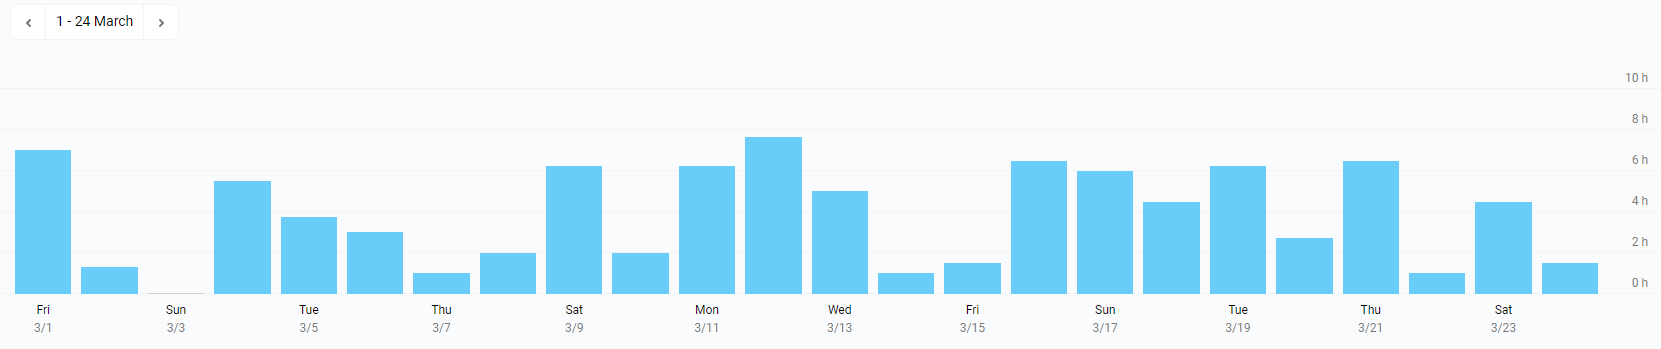 1 - 24 March
10 h
8 h
6 h
4 h
2 h
0 h
Fri Sun Tue Thu Sat Mon Wed Fri Sun Tue Thu Sat
3/1 3/3 3/5 3/7 3/9 3/11 3/13 3/15 3/17 3/19 3/21 3/23